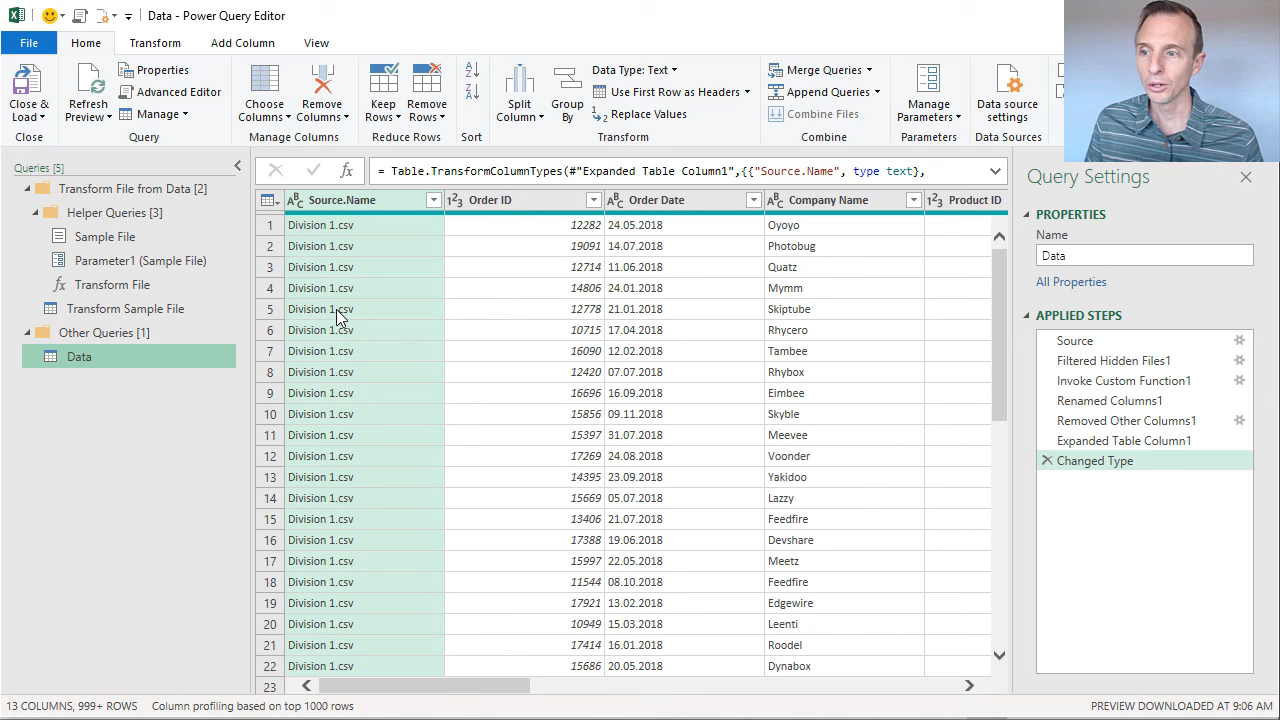 Data - Power Query Editor
File Home Transform Add Column View
Close & Load
Close
Refresh Preview
Properties
Advanced Editor
Manage
Query
Choose Columns
Remove Columns
Manage Columns
Keep Rows
Remove Rows
Reduce Rows
A Z
Z A
Sort
Split Column
Group By
Data Type: Text
Use First Row as Headers
1 2 Replace Values
Transform
Merge Queries
Append Queries
Combine Files
Combine
Manage Parameters
Parameters
Data source settings
Data Sources
Queries [5]
Transform File from Data [2]
Helper Queries [3]
Sample File
Parameter1 (Sample File)
fx Transform File
Transform Sample File
Other Queries [1]
Data
fx = Table.TransformColumnTypes(#"Expanded Table Column1",{{"Source.Name", type text},
ABC Source.Name 123 Order ID ABC Order Date ABC Company Name 123 Product ID
1 Division 1.csv 12282 24.05.2018 Oyoyo
2 Division 1.csv 19091 14.07.2018 Photobug
3 Division 1.csv 12714 11.06.2018 Quatz
4 Division 1.csv 14806 24.01.2018 Mymm
5 Division 1.csv 12778 21.01.2018 Skiptube
6 Division 1.csv 10715 17.04.2018 Rhycero
7 Division 1.csv 16090 12.02.2018 Tambee
8 Division 1.csv 12420 07.07.2018 Rhybox
9 Division 1.csv 16696 16.09.2018 Eimbee
10 Division 1.csv 15856 09.11.2018 Skyble
11 Division 1.csv 15397 31.07.2018 Meevee
12 Division 1.csv 17269 24.08.2018 Voonder
13 Division 1.csv 14395 23.09.2018 Yakidoo
14 Division 1.csv 15669 05.07.2018 Lazzy
15 Division 1.csv 13406 21.07.2018 Feedfire
16 Division 1.csv 17388 19.06.2018 Devshare
17 Division 1.csv 15997 22.05.2018 Meetz
18 Division 1.csv 11544 08.10.2018 Feedfire
19 Division 1.csv 17921 13.02.2018 Edgewire
20 Division 1.csv 10949 15.03.2018 Leenti
21 Division 1.csv 17414 16.01.2018 Roodel
22 Division 1.csv 15686 20.05.2018 Dynabox
23
Query Settings
PROPERTIES
Name
Data
All Properties
APPLIED STEPS
Source
Filtered Hidden Files1
Invoke Custom Function1
Renamed Columns1
Removed Other Columns1
Expanded Table Column1
Changed Type
13 COLUMNS, 999+ ROWS Column profiling based on top 1000 rows
PREVIEW DOWNLOADED AT 9:06 AM